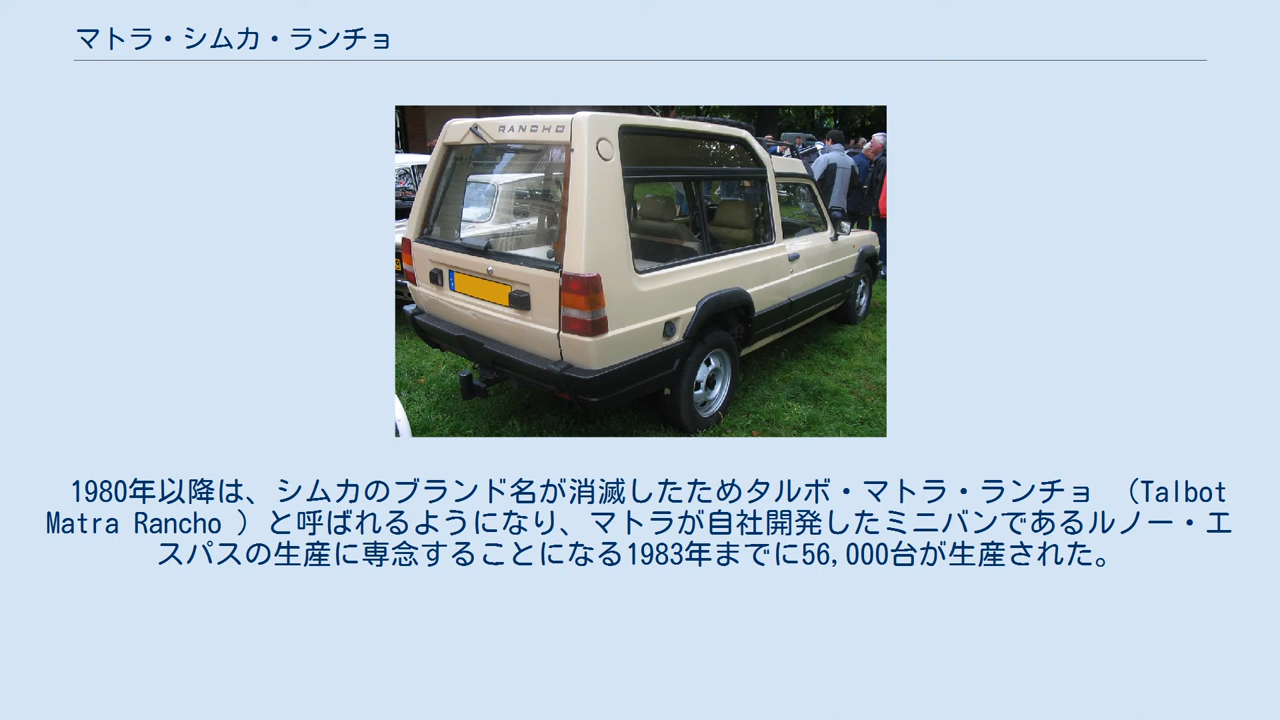 マトラ・シムカ・ランチョ
RANCHO
1980年以降は、シムカのブランド名が消滅したためタルボ・マトラ・ランチョ （Talbot
Matra Rancho ）と呼ばれるようになり、マトラが自社開発したミニバンであるルノー・エ
スパスの生産に専念することになる1983年までに56,000台が生産された。